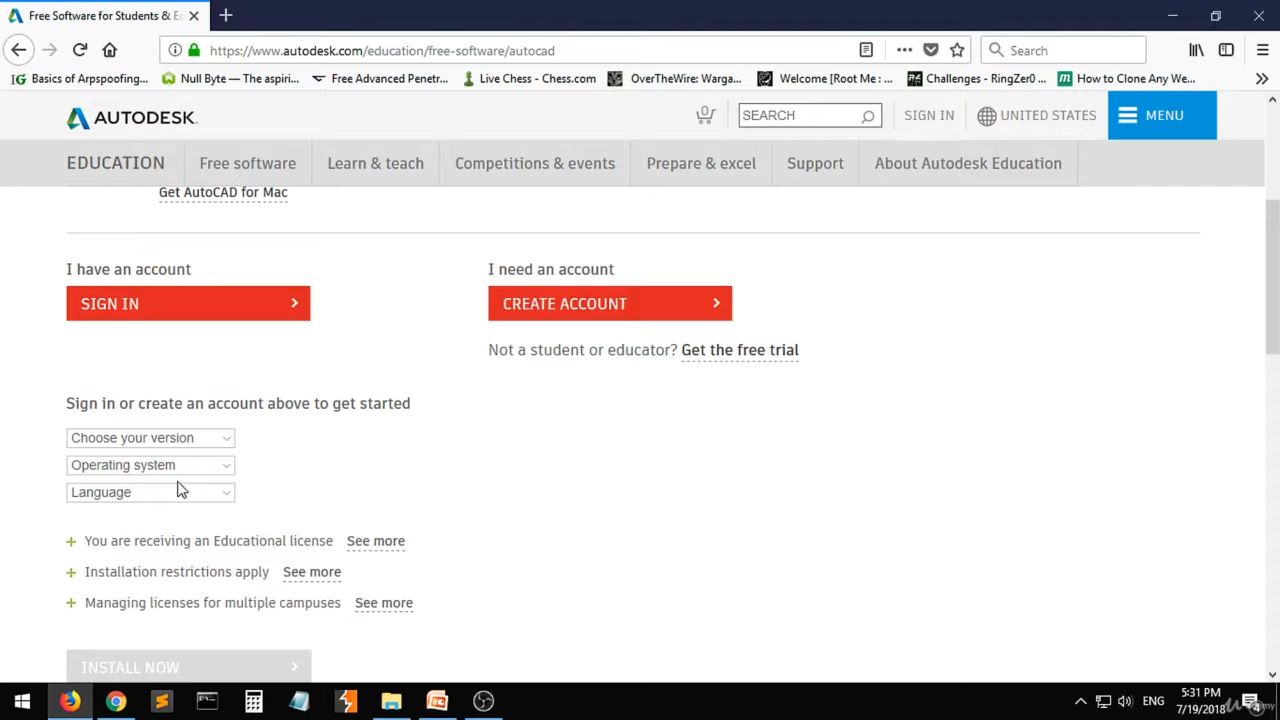 Free Software for Students & E
https://www.autodesk.com/education/free-software/autocad
Search
Basics of Arpspoofing...
Null Byte — The aspiri...
Free Advanced Penetr...
Live Chess - Chess.com
OverTheWire: Warga...
Welcome [Root Me : ...
Challenges - RingZer0 ...
How to Clone Any We...
AUTODESK.
0
SEARCH
SIGN IN
UNITED STATES
MENU
EDUCATION
Free software
Learn & teach
Competitions & events
Prepare & excel
Support
About Autodesk Education
Get AutoCAD for Mac
I have an account
I need an account
SIGN IN
CREATE ACCOUNT
Not a student or educator? Get the free trial
Sign in or create an account above to get started
Choose your version
Operating system
Language
+ You are receiving an Educational license See more
+ Installation restrictions apply See more
+ Managing licenses for multiple campuses See more
INSTALL NOW
ENG
5:31 PM
7/19/2018
4